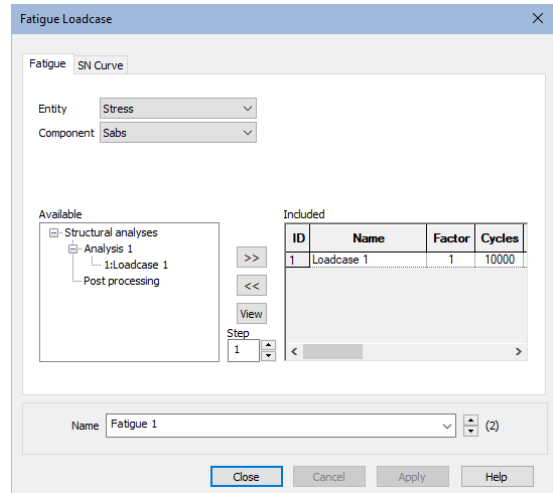 Fatigue Loadcase
Fatigue SN Curve
Entity Stress
Component Sabs
Available
Structural analyses
Analysis 1
1:Loadcase 1
Post processing
>>
<<
View
Step
1
Included
ID Name Factor Cycles
1 Loadcase 1 1 10000
Name Fatigue 1 (2)
Close Cancel Apply Help